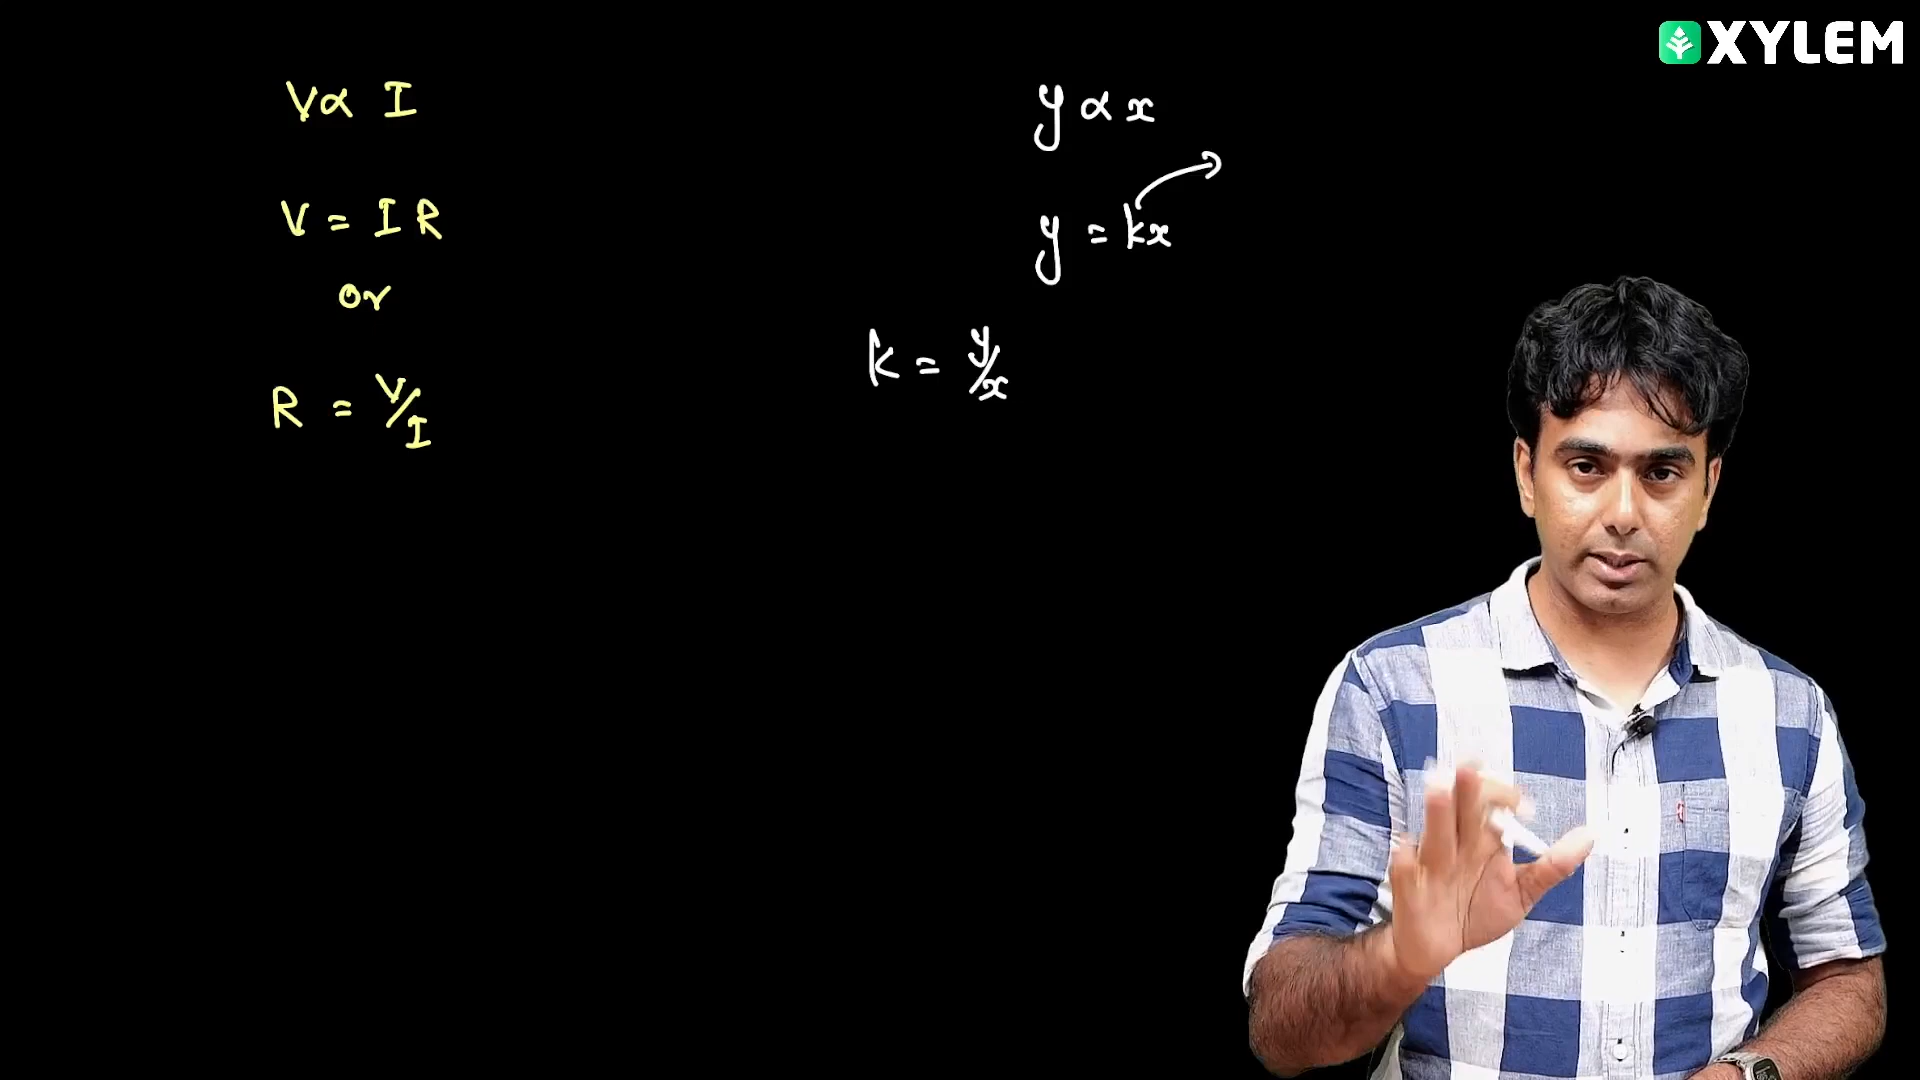 XYLEM
V∝ I
V = I R
or
R = V/I
y ∝ x
y = kx
k = y/x